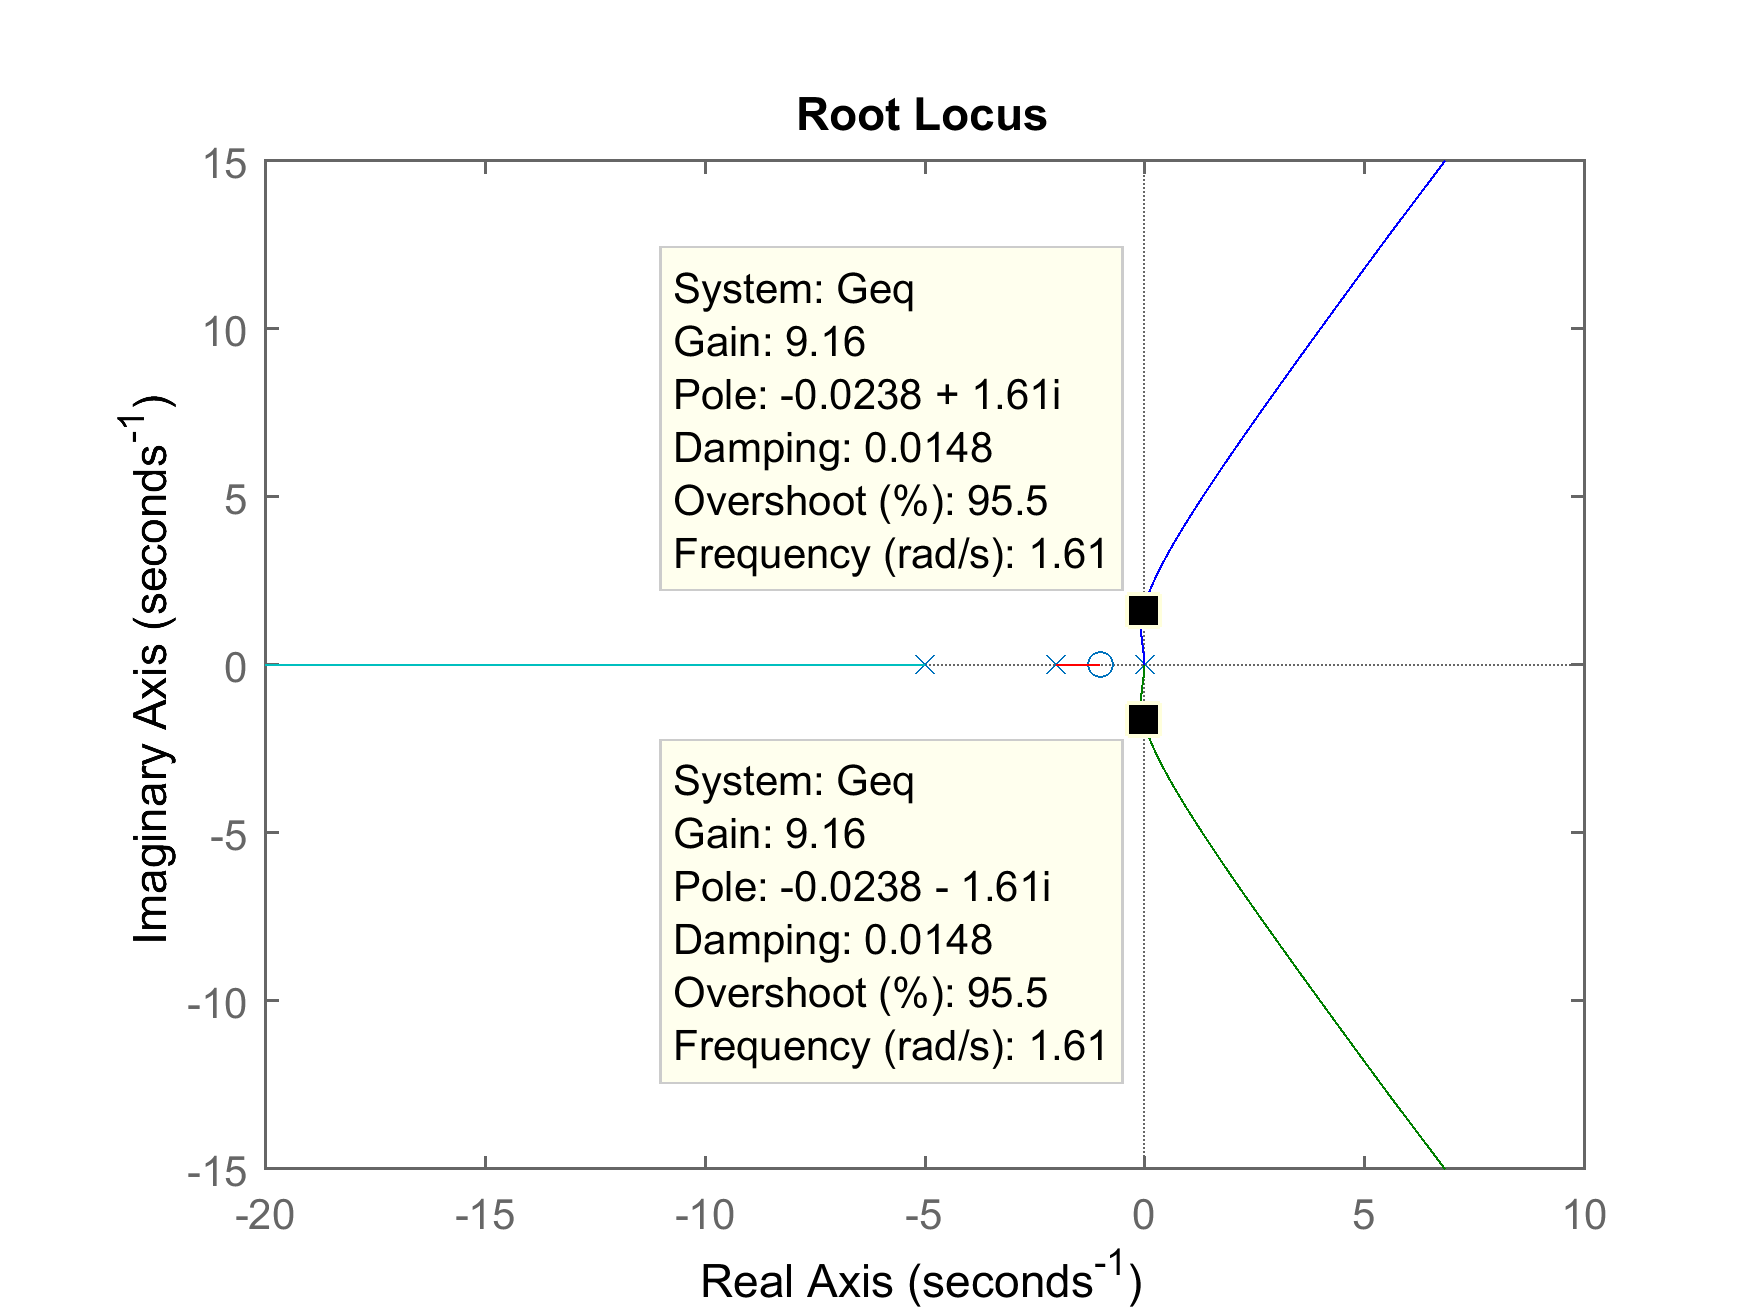 Root Locus
15
10
5
0
-5
-10
-15
Imaginary Axis (seconds-1)
System: Geq
Gain: 9.16
Pole: -0.0238 + 1.61i
Damping: 0.0148
Overshoot (%): 95.5
Frequency (rad/s): 1.61
System: Geq
Gain: 9.16
Pole: -0.0238 - 1.61i
Damping: 0.0148
Overshoot (%): 95.5
Frequency (rad/s): 1.61
-20 -15 -10 -5 0 5 10
Real Axis (seconds-1)